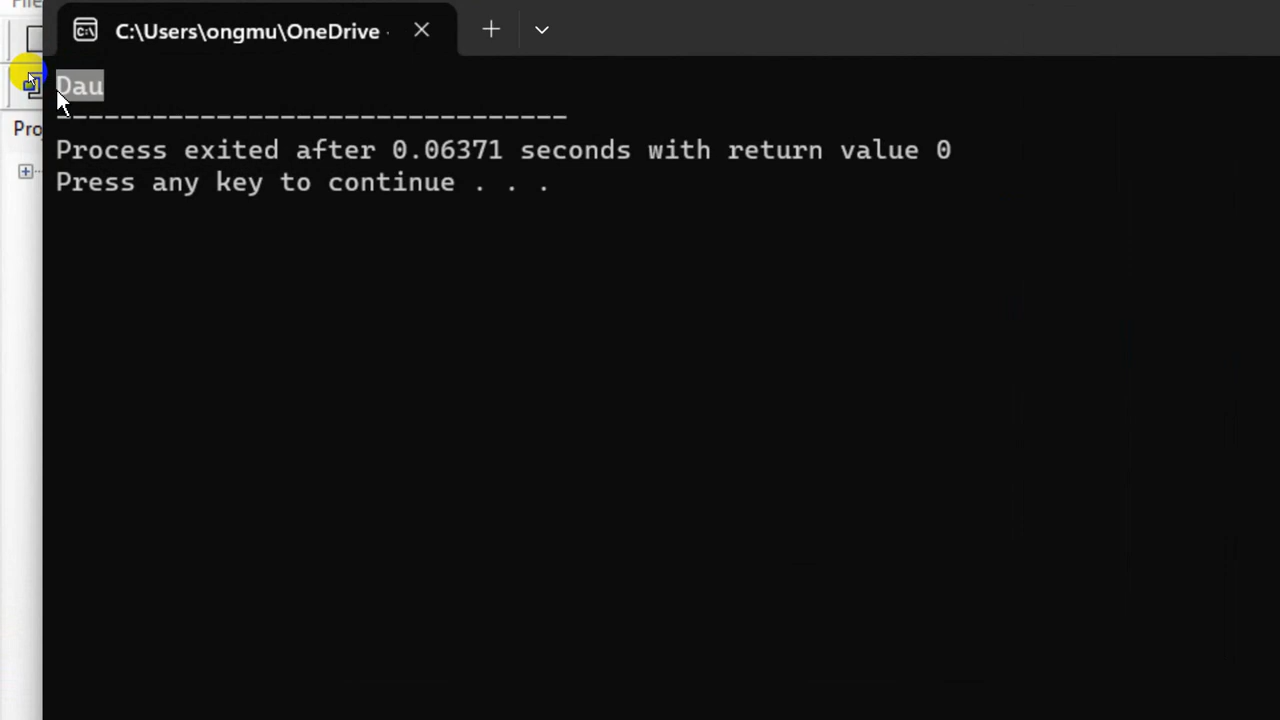 C:\Users\ongmu\OneDrive
Dau
--------------------------------
Process exited after 0.06371 seconds with return value 0
Press any key to continue . . .